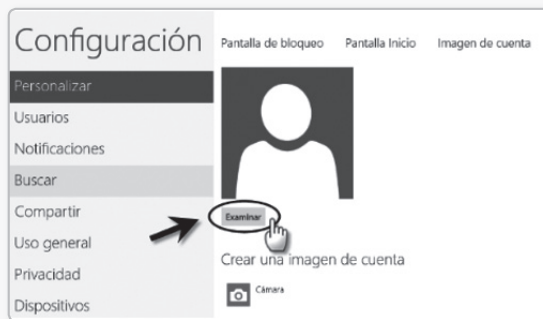 Configuración
Personalizar
Usuarios
Notificaciones
Buscar
Compartir
Uso general
Privacidad
Dispositivos
Pantalla de bloqueo Pantalla Inicio Imagen de cuenta
Examinar
Crear una imagen de cuenta
Cámara